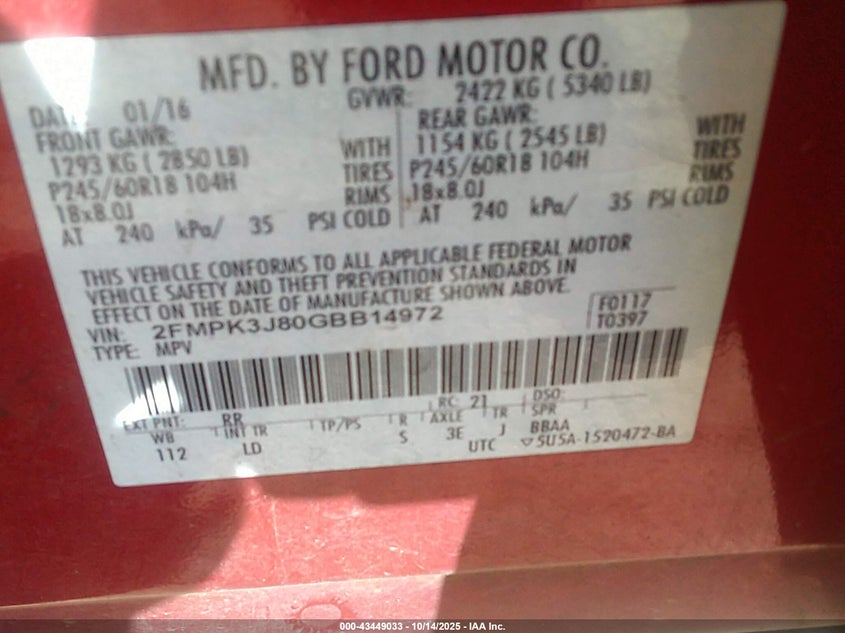 MFD. BY FORD MOTOR CO.
DATE: 01/16 GVWR: 2422 KG ( 5340 LB)
FRONT GAWR: REAR GAWR:
1293 KG ( 2850 LB) WITH 1154 KG ( 2545 LB) WITH
P245/60R18 104H TIRES P245/60R18 104H TIRES
18x8.0J RIMS 18x8.0J RIMS
AT 240 kPa/ 35 PSI COLD AT 240 kPa/ 35 PSI COLD
THIS VEHICLE CONFORMS TO ALL APPLICABLE FEDERAL MOTOR
VEHICLE SAFETY AND THEFT PREVENTION STANDARDS IN
EFFECT ON THE DATE OF MANUFACTURE SHOWN ABOVE.
VIN: 2FMPK3J80GBB14972 F0117
TYPE: MPV T0397
EXT PNT: RR RC: 21 DSO:
WB INT TR TP/PS R AXLE TR SPR
112 LD S 3E J BBAA
UTC ▽5U5A-1520472-BA
000-43449033 - 10/14/2025 - IAA Inc.